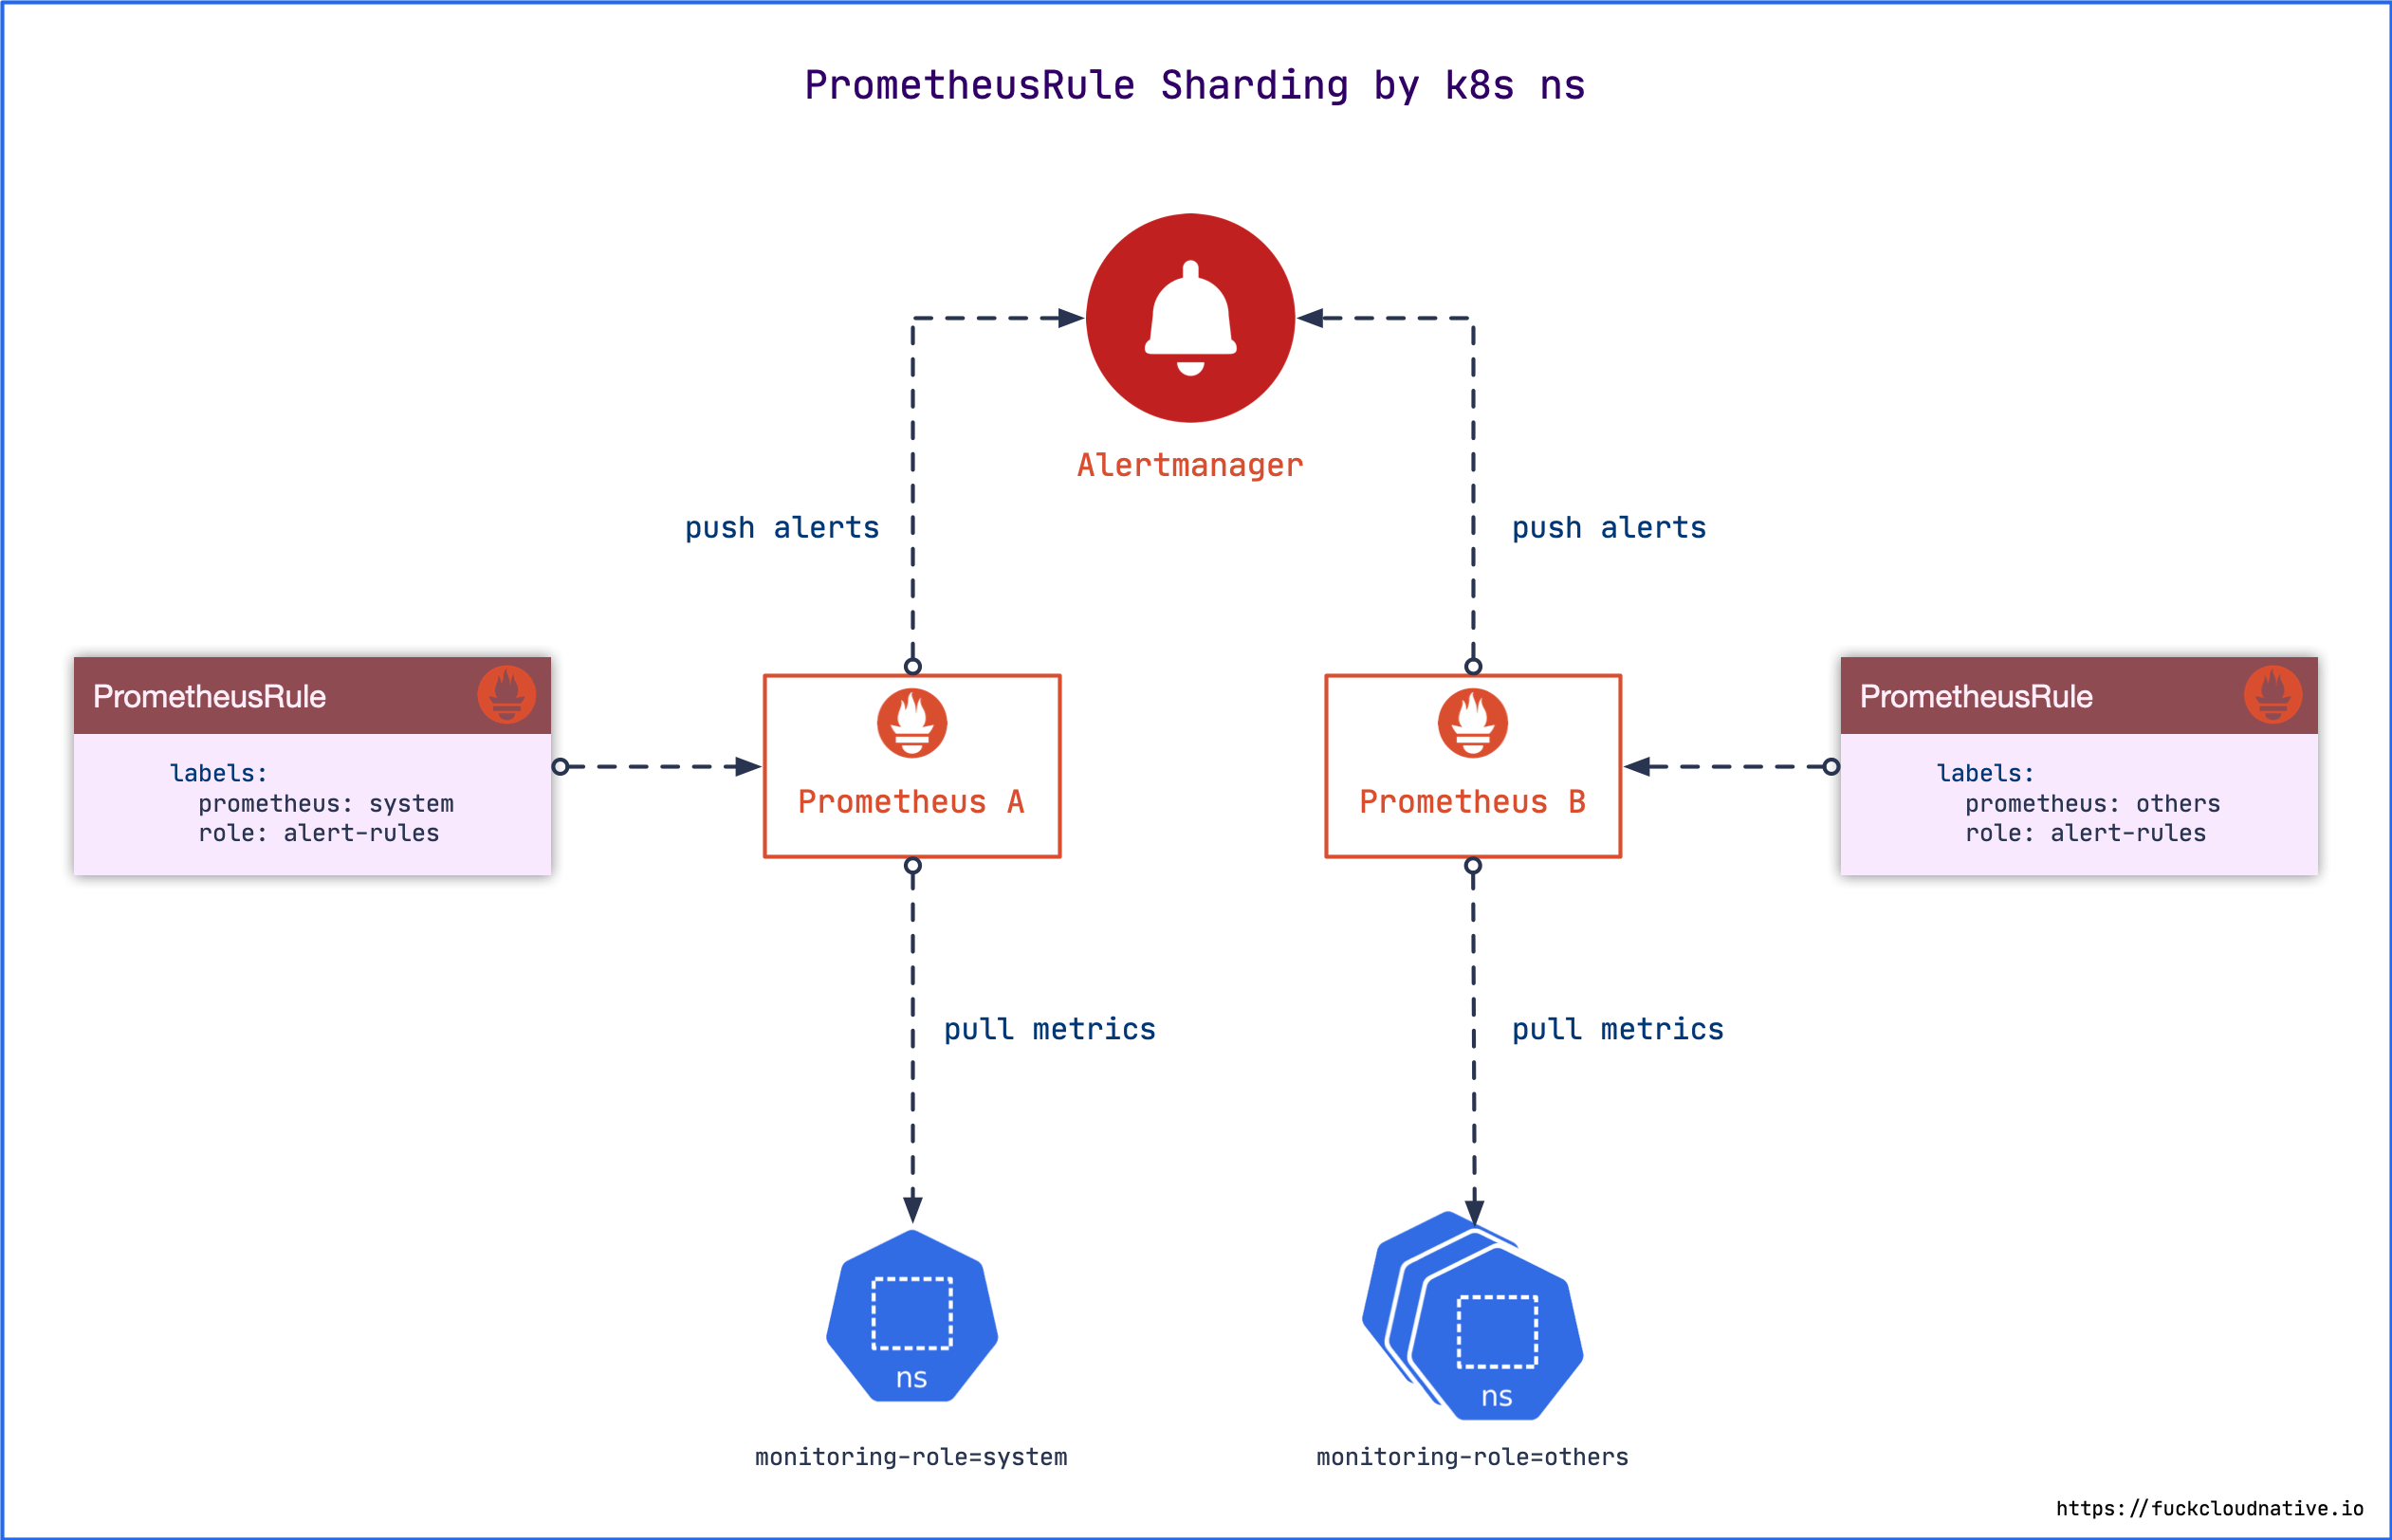 PrometheusRule Sharding by k8s ns
Alertmanager
push alerts
push alerts
PrometheusRule
labels:
prometheus: system
role: alert-rules
Prometheus A
Prometheus B
PrometheusRule
labels:
prometheus: others
role: alert-rules
pull metrics
pull metrics
ns
ns
monitoring-role=system
monitoring-role=others
https://fuckcloudnative.io